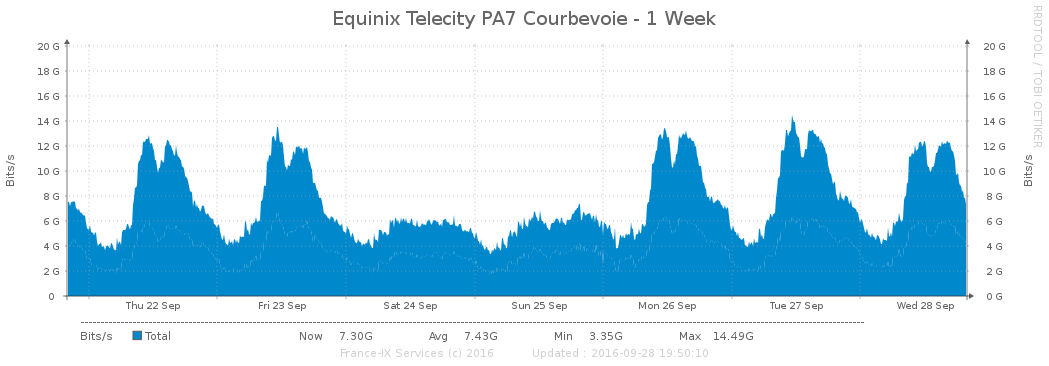 Equinix Telecity PA7 Courbevoie - 1 Week
RRDTOOL / TOBI OETIKER
Bits/s
20 G
18 G
16 G
14 G
12 G
10 G
8 G
6 G
4 G
2 G
0
20 G
18 G
16 G
14 G
12 G
10 G
8 G
6 G
4 G
2 G
0 G
Bits/s
Thu 22 Sep Fri 23 Sep Sat 24 Sep Sun 25 Sep Mon 26 Sep Tue 27 Sep Wed 28 Sep
Bits/s Total Now 7.30G Avg 7.43G Min 3.35G Max 14.49G
France-IX Services (c) 2016 Updated : 2016-09-28 19:50:10